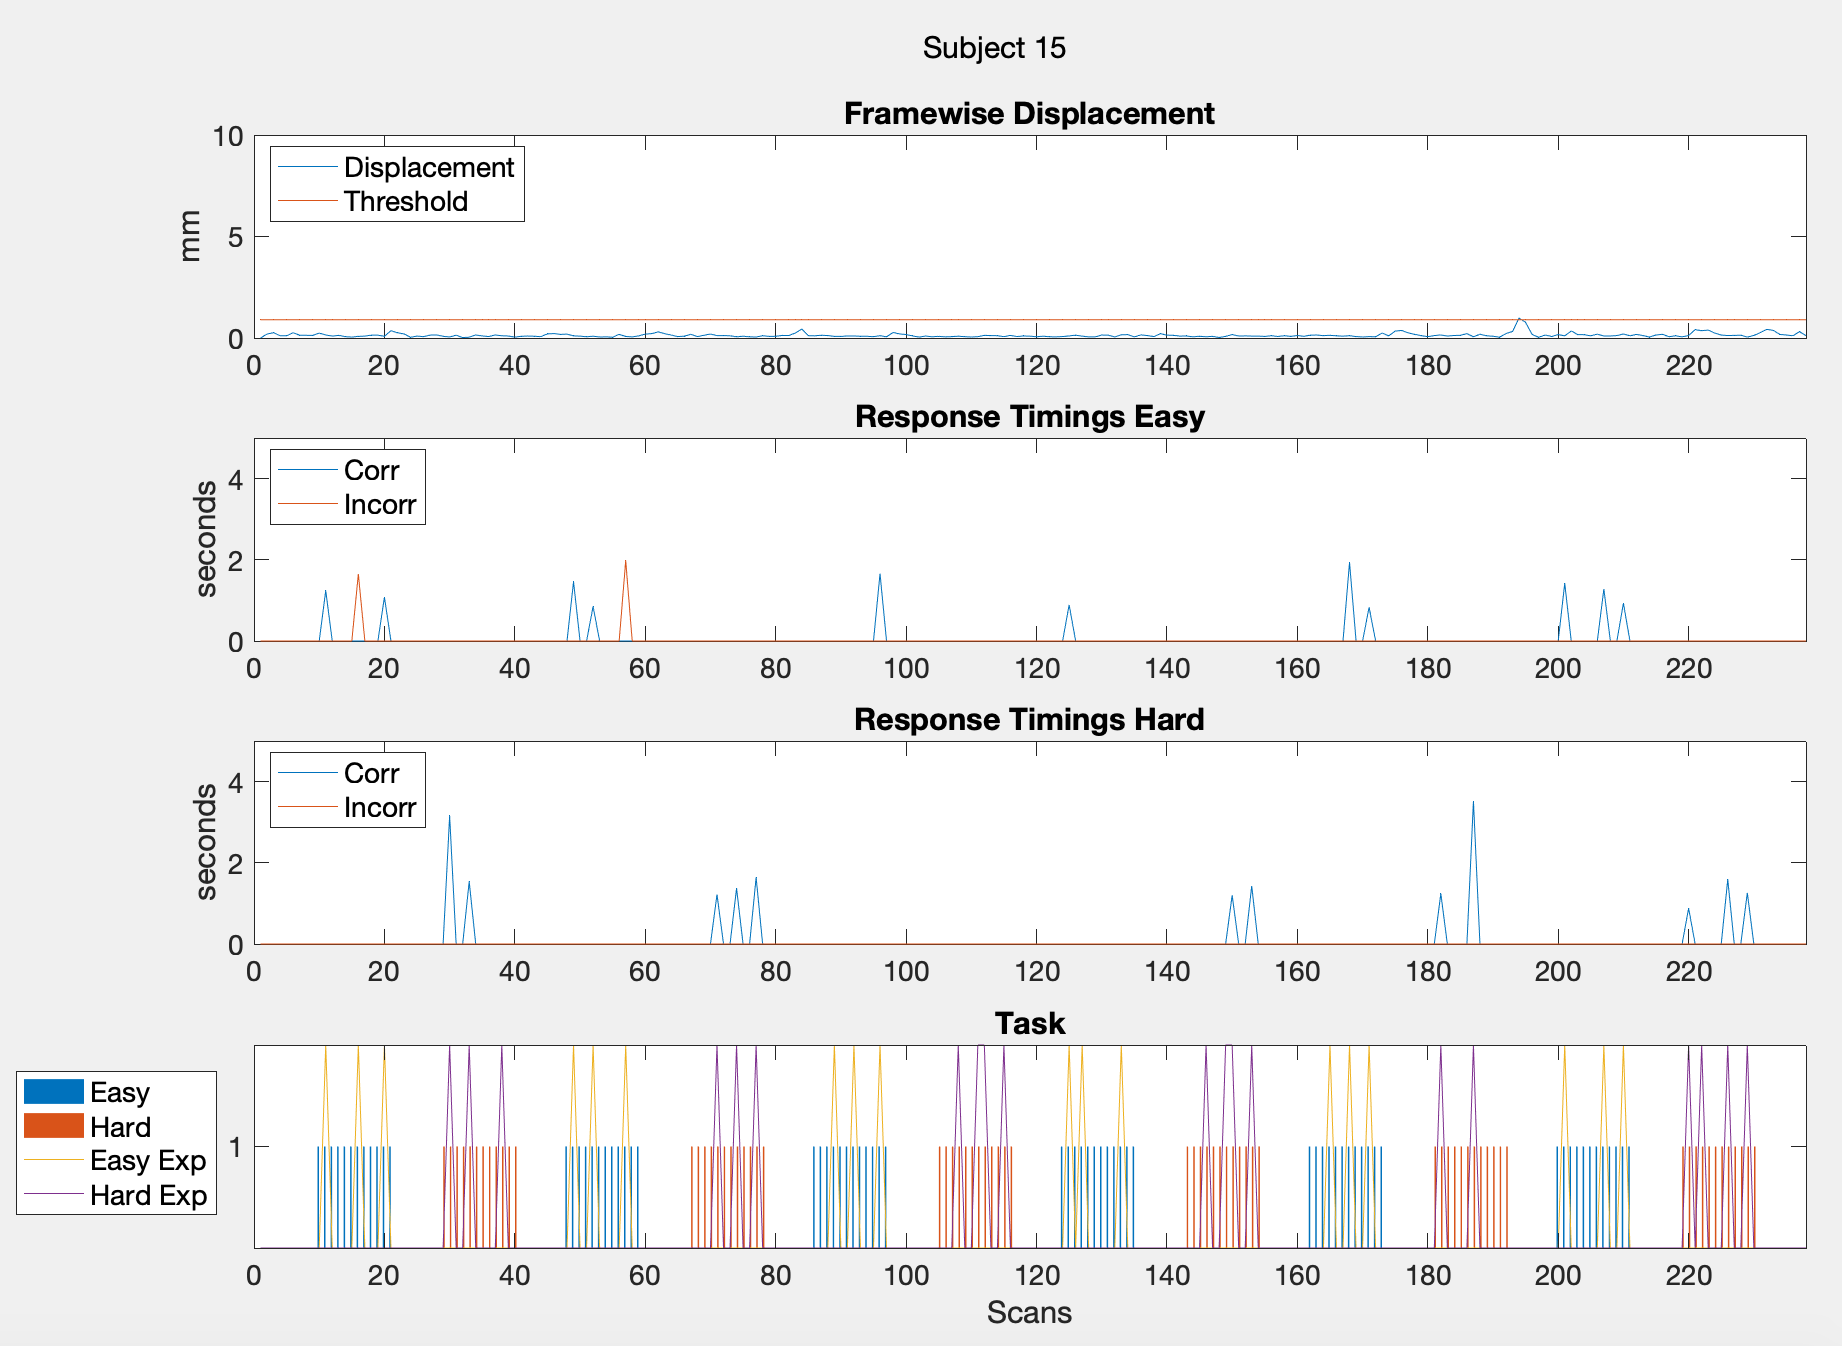 Subject 15
Framewise Displacement
10
5
0
mm
Displacement
Threshold
0 20 40 60 80 100 120 140 160 180 200 220
Response Timings Easy
4
2
0
seconds
Corr
Incorr
0 20 40 60 80 100 120 140 160 180 200 220
Response Timings Hard
4
2
0
seconds
Corr
Incorr
0 20 40 60 80 100 120 140 160 180 200 220
Task
1
Easy
Hard
Easy Exp
Hard Exp
0 20 40 60 80 100 120 140 160 180 200 220
Scans